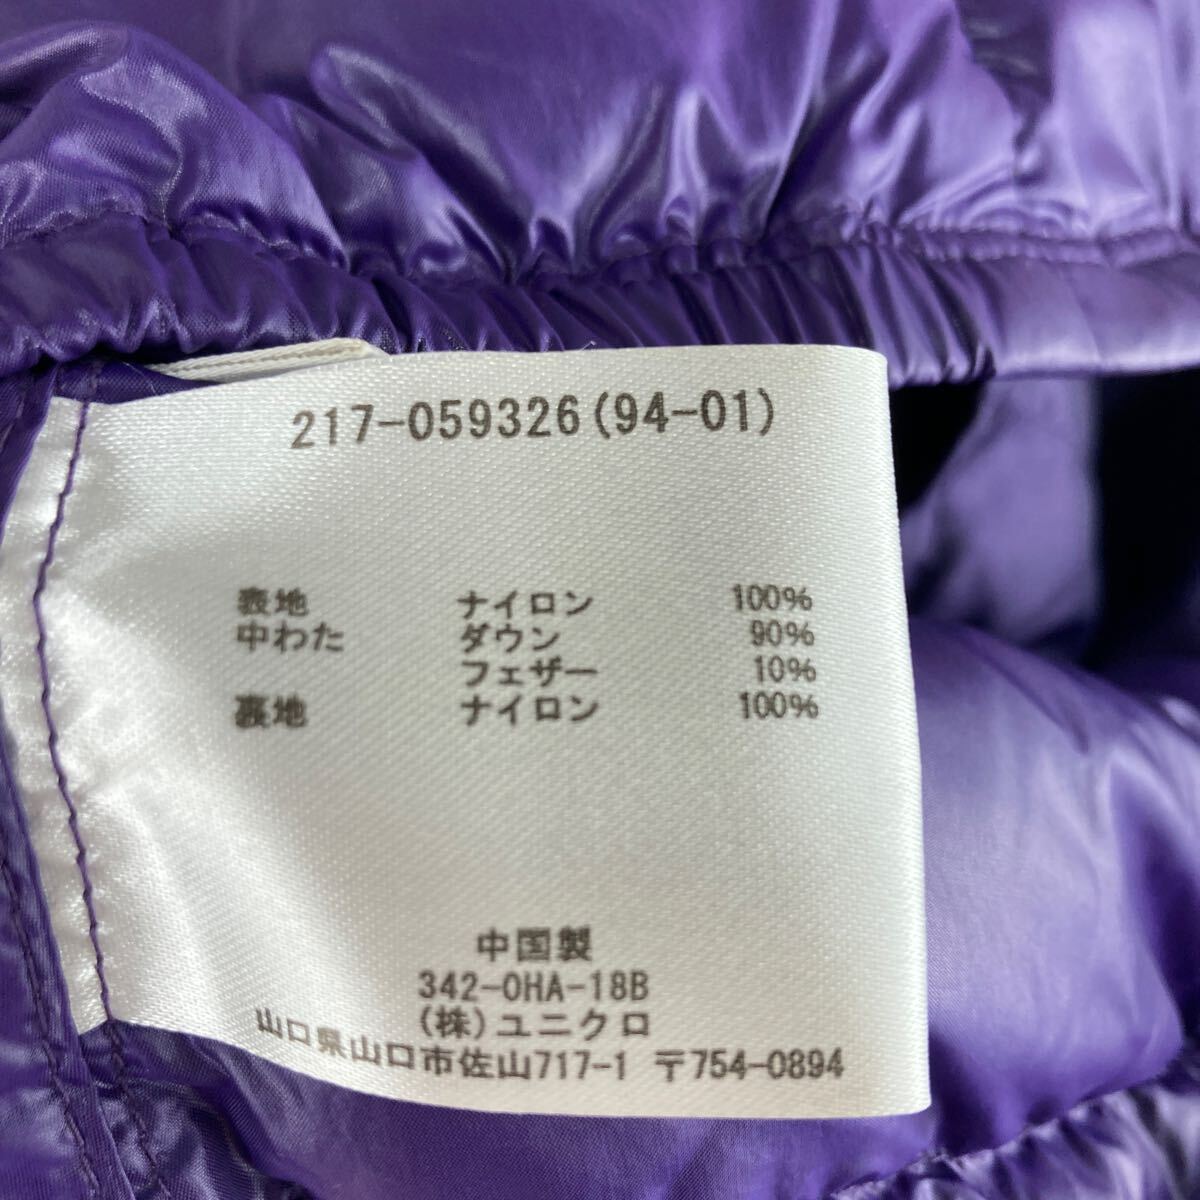 217-059326(94-01)
表地 ナイロン 100%
中わた ダウン 90%
フェザー 10%
裏地 ナイロン 100%
中国製
342-0HA-18B
(株)ユニクロ
山口県山口市佐山717-1 〒754-0894